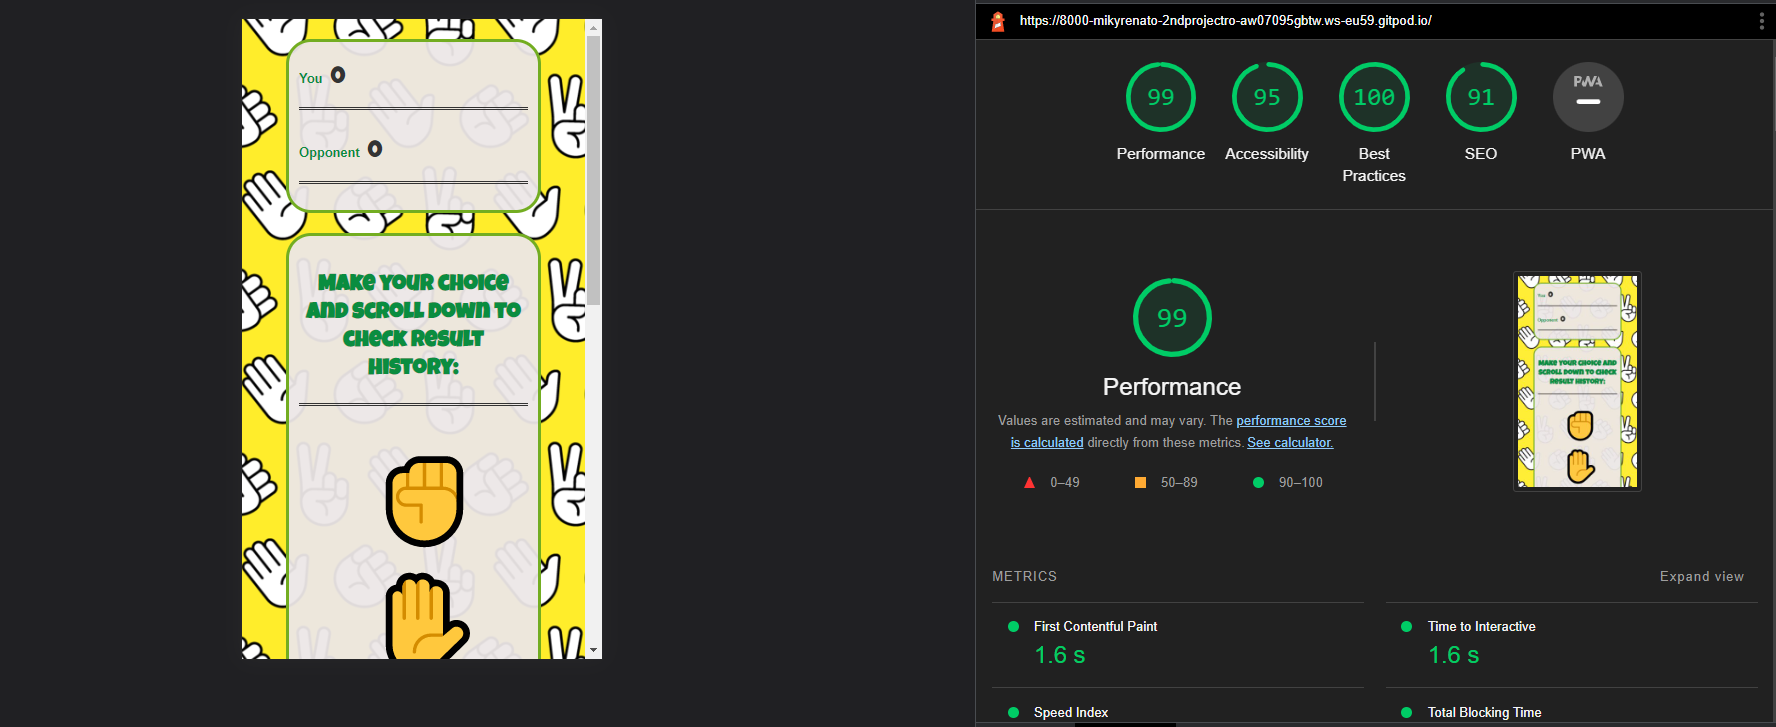 You 0
Opponent 0
Make your choice
and scroll down to
check result
history:
https://8000-mikyrenato-2ndprojectro-aw07095gbtw.ws-eu59.gitpod.io/
99
95
100
91
PWA
Performance
Accessibility
Best
Practices
SEO
PWA
99
Performance
Values are estimated and may vary. The performance score
is calculated directly from these metrics. See calculator.
0–49
50–89
90–100
You 0
Opponent 0
Make your choice and
scroll down to check
result history:
METRICS
Expand view
First Contentful Paint
1.6 s
Time to Interactive
1.6 s
Speed Index
Total Blocking Time